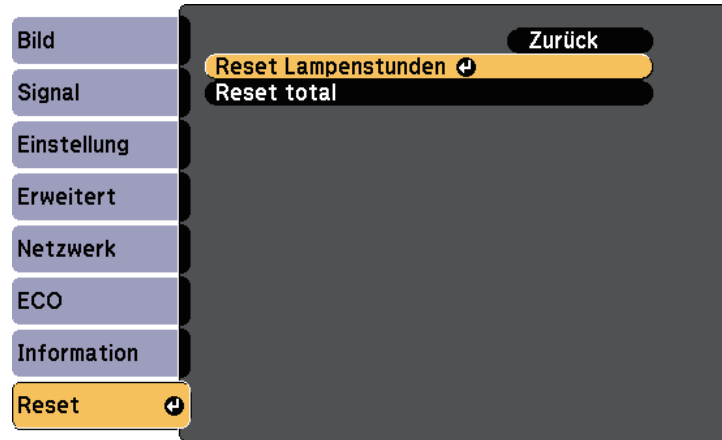 Bild
Signal
Einstellung
Erweitert
Netzwerk
ECO
Information
Reset
Zurück
Reset Lampenstunden
Reset total